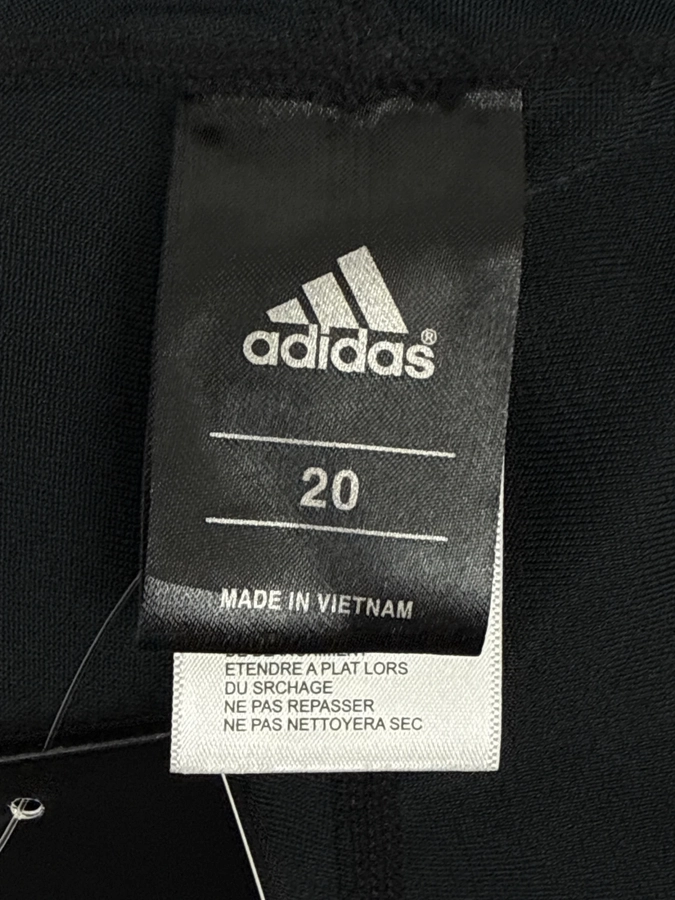 adidas®
20
MADE IN VIETNAM
ETENDRE A PLAT LORS
DU SRCHAGE
NE PAS REPASSER
NE PAS NETTOYERA SEC